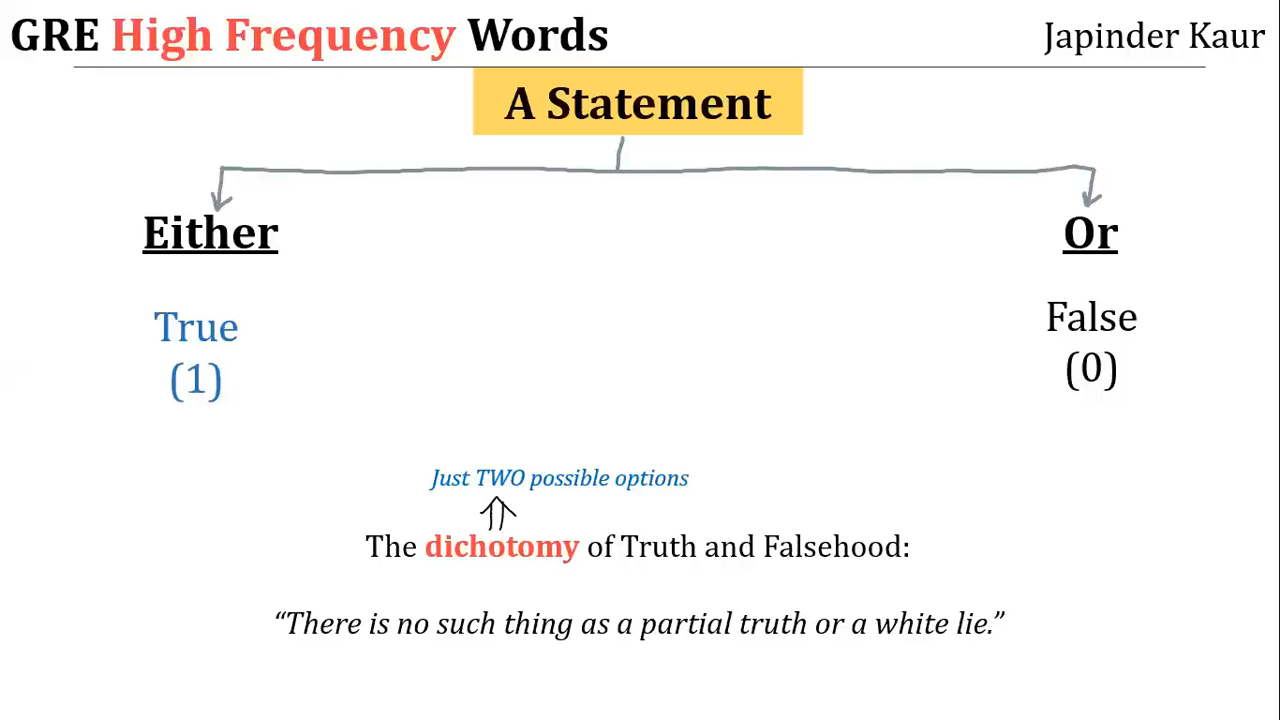 GRE High Frequency Words
Japinder Kaur
A Statement
Either
Or
True
(1)
False
(0)
Just TWO possible options
The dichotomy of Truth and Falsehood:
“There is no such thing as a partial truth or a white lie.”